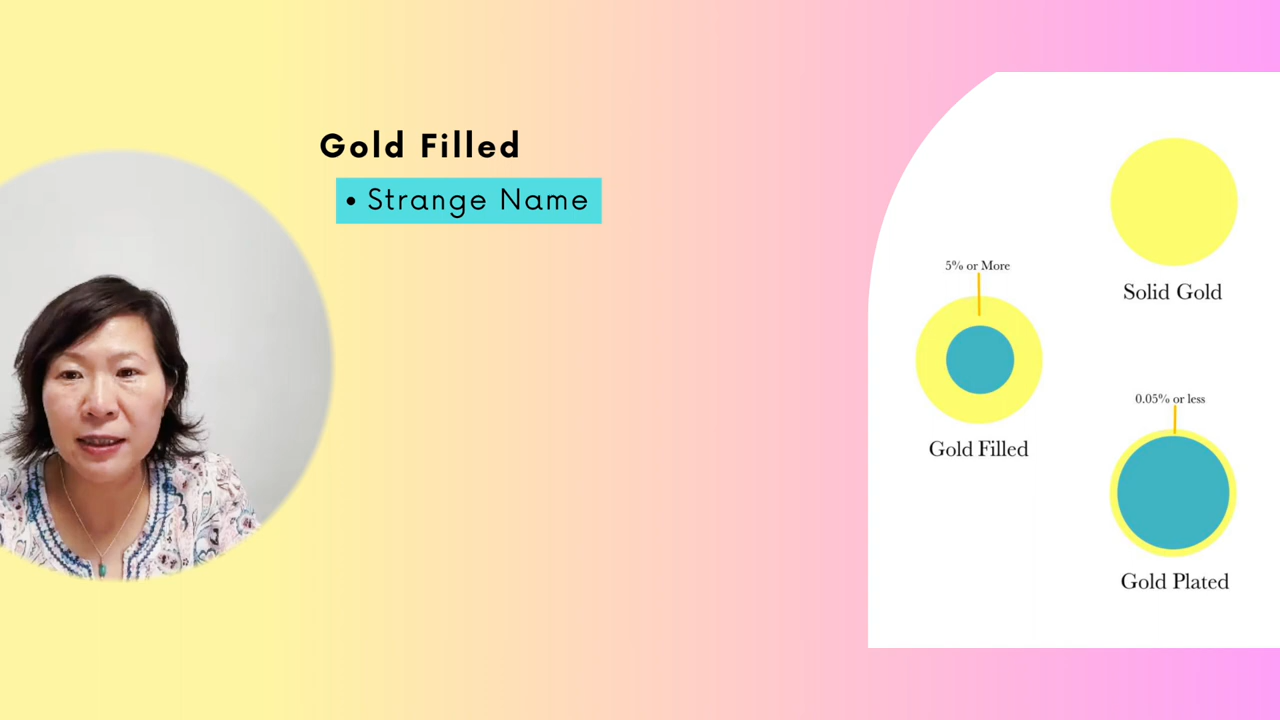 Gold Filled
• Strange Name
5% or More
Gold Filled
Solid Gold
0.05% or less
Gold Plated